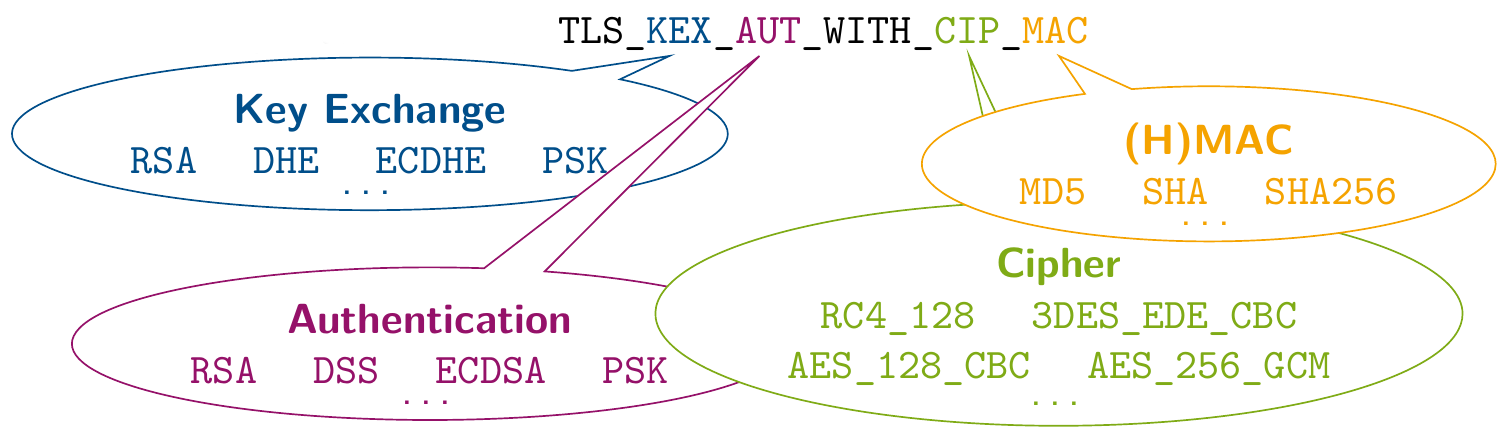 TLS_KEX_AUT_WITH_CIP_MAC
Key Exchange
RSA DHE ECDHE PSK
...
(H)MAC
MD5 SHA SHA256
...
Authentication
RSA DSS ECDSA PSK
...
Cipher
RC4_128 3DES_EDE_CBC
AES_128_CBC AES_256_GCM
...